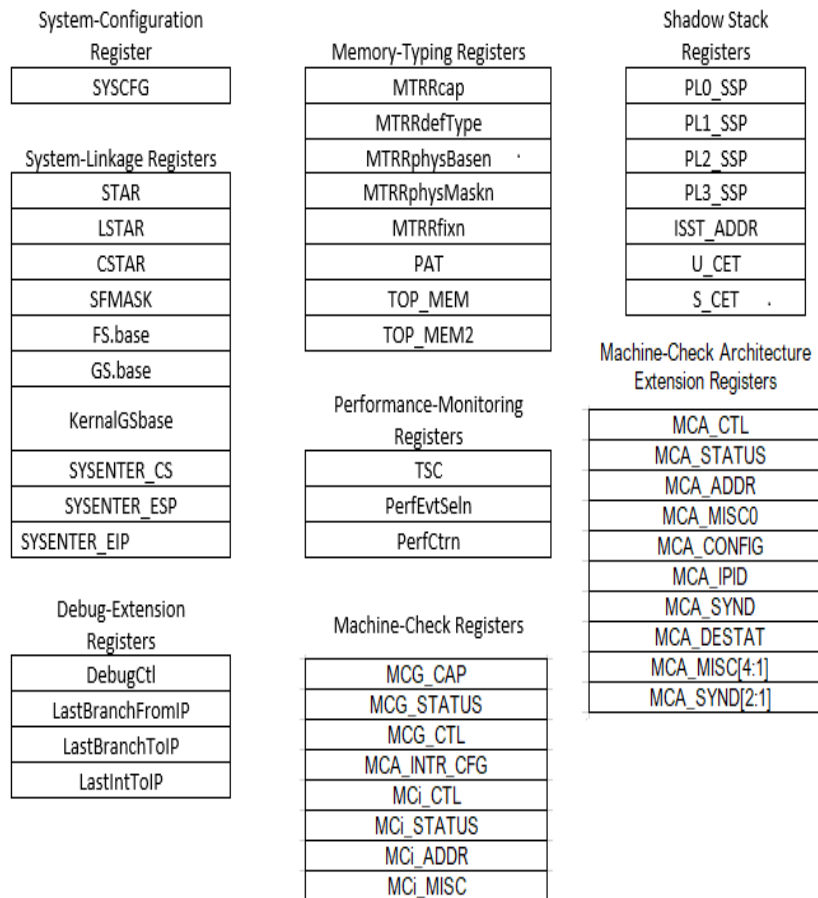 System-Configuration
Register
SYSCFG
System-Linkage Registers
STAR
LSTAR
CSTAR
SFMASK
FS.base
GS.base
KernalGSbase
SYSENTER_CS
SYSENTER_ESP
SYSENTER_EIP
Debug-Extension
Registers
DebugCtl
LastBranchFromIP
LastBranchToIP
LastIntToIP
Memory-Typing Registers
MTRRcap
MTRRdefType
MTRRphysBasen
MTRRphysMaskn
MTRRfixn
PAT
TOP_MEM
TOP_MEM2
Performance-Monitoring
Registers
TSC
PerfEvtSeln
PerfCtrn
Machine-Check Registers
MCG_CAP
MCG_STATUS
MCG_CTL
MCA_INTR_CFG
MCi_CTL
MCi_STATUS
MCi_ADDR
MCi_MISC
Shadow Stack
Registers
PL0_SSP
PL1_SSP
PL2_SSP
PL3_SSP
ISST_ADDR
U_CET
S_CET
Machine-Check Architecture
Extension Registers
MCA_CTL
MCA_STATUS
MCA_ADDR
MCA_MISC0
MCA_CONFIG
MCA_IPID
MCA_SYND
MCA_DESTAT
MCA_MISC[4:1]
MCA_SYND[2:1]